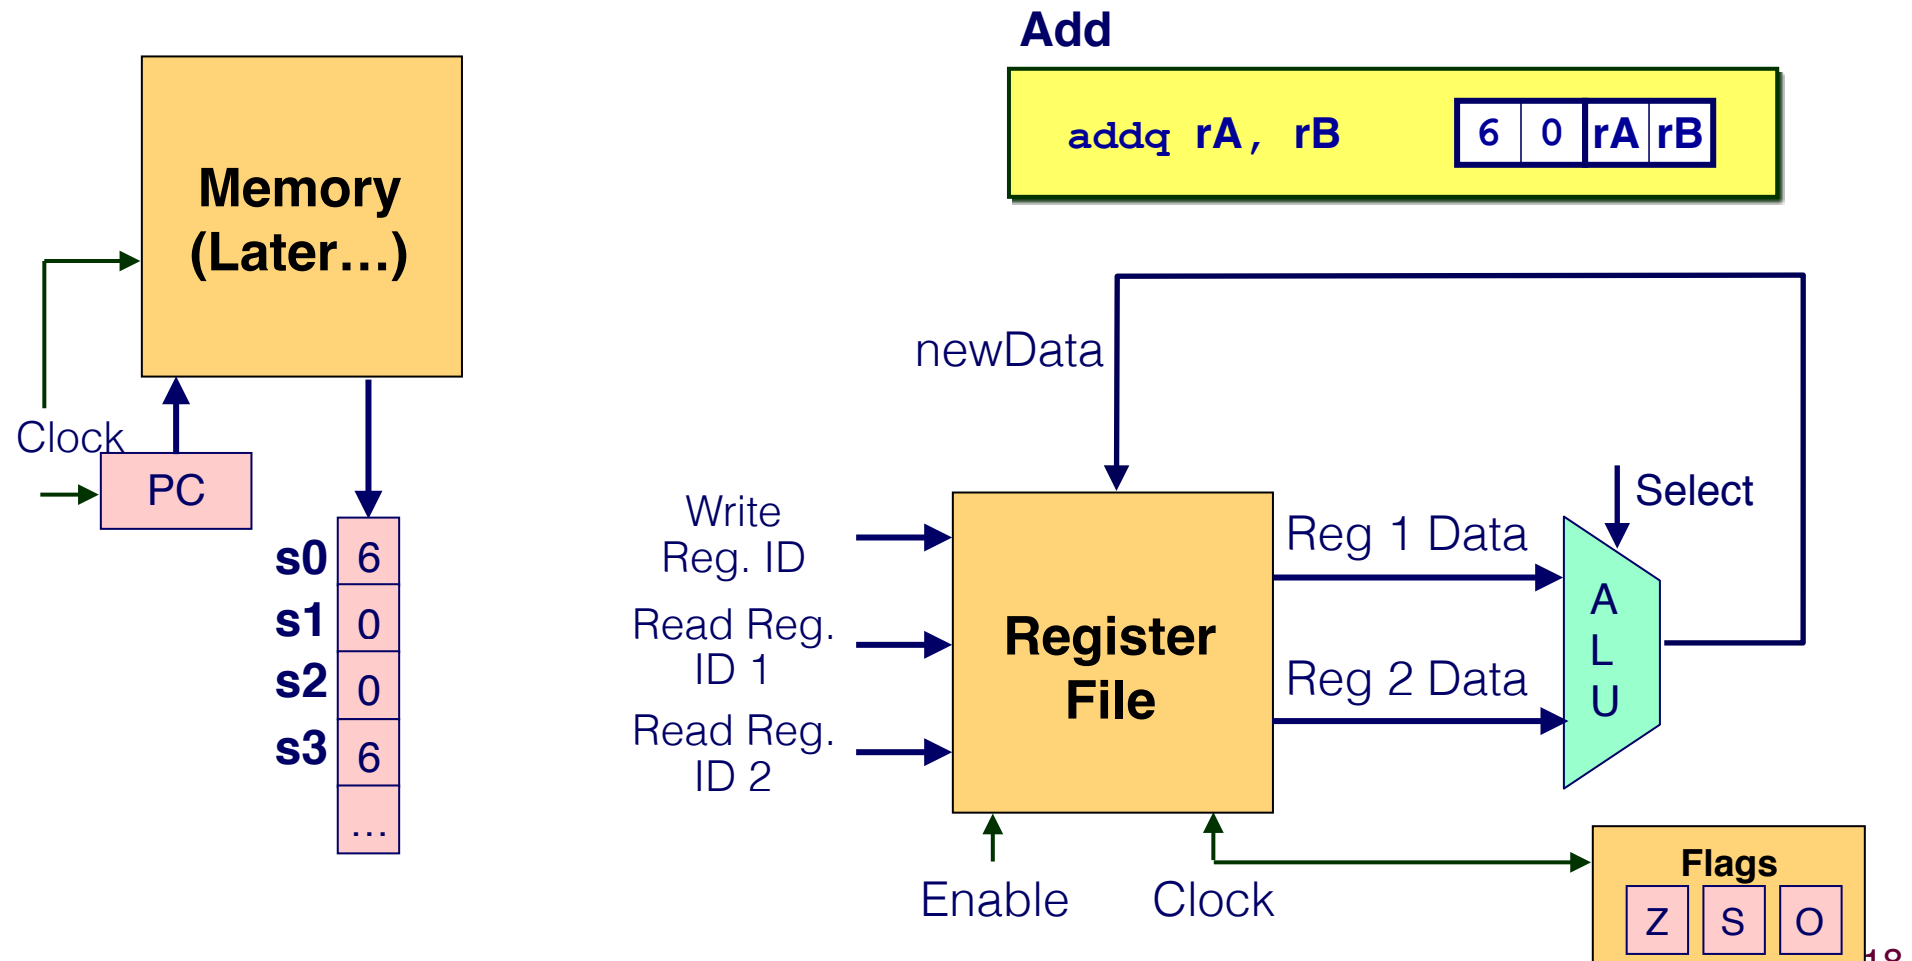 Add
addq rA, rB
6 0 rA rB
Memory
(Later…)
Clock
PC
s0 6
s1 0
s2 0
s3 6
…
newData
Write
Reg. ID
Read Reg.
ID 1
Read Reg.
ID 2
Register
File
Reg 1 Data
Reg 2 Data
Select
A
L
U
Enable
Clock
Flags
Z S O
18